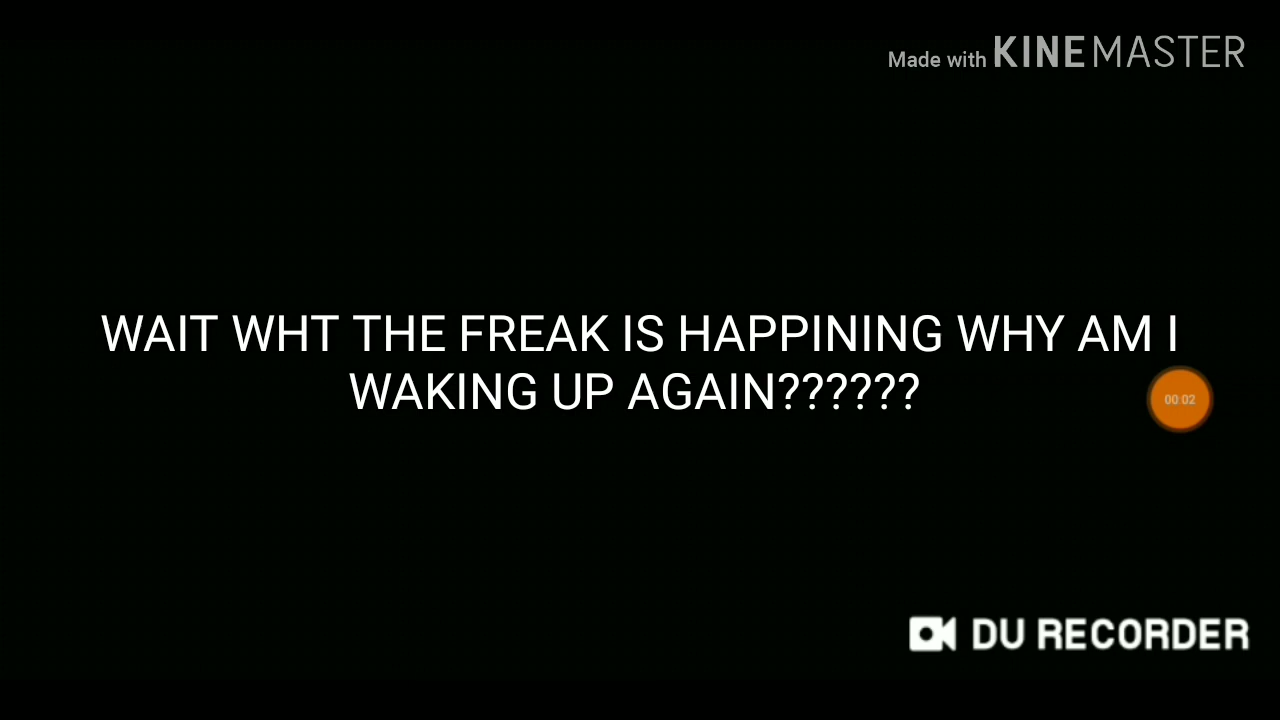 Made with KINEMASTER
WAIT WHT THE FREAK IS HAPPINING WHY AM I
WAKING UP AGAIN??????
00:02
DU RECORDER